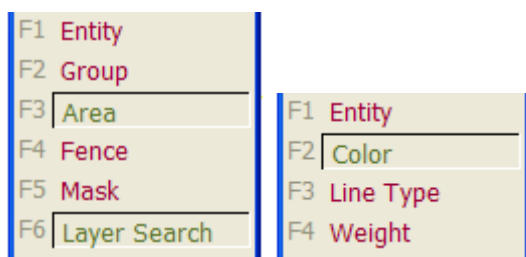 F1 Entity
F2 Group
F3 Area
F4 Fence
F5 Mask
F6 Layer Search
F1 Entity
F2 Color
F3 Line Type
F4 Weight